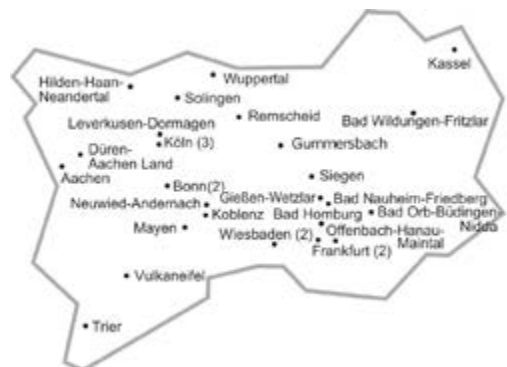 Kassel
Wuppertal
Hilden-Haan-
Neandertal
Solingen
Remscheid
Bad Wildungen-Fritzlar
Leverkusen-Dormagen
Köln (3)
Gummersbach
Düren-
Aachen Land
Aachen
Siegen
Bonn(2)
Gießen-Wetzlar
Bad Nauheim-Friedberg
Neuwied-Andernach
Koblenz
Bad Homburg
Bad Orb-Büdingen
Nidda
Mayen
Wiesbaden (2)
Offenbach-Hanau-
Maintal
Frankfurt (2)
Vulkaneifel
Trier